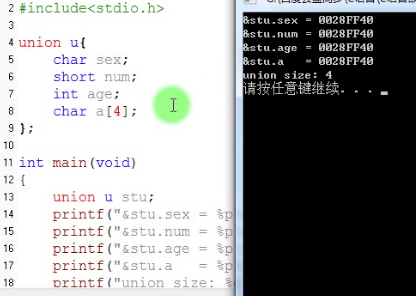 2 #include<stdio.h>
3
4 union u{
5 char sex;
6 short num;
7 int age;
8 char a[4];
9 };
10
11 int main(void)
12 {
13 union u stu;
14 printf("&stu.sex = %p
15 printf("&stu.num = %p
16 printf("&stu.age = %p
17 printf("&stu.a = %p
18 printf("union size: %
&stu.sex = 0028FF40
&stu.num = 0028FF40
&stu.age = 0028FF40
&stu.a = 0028FF40
union size: 4
请按任意键继续. . .